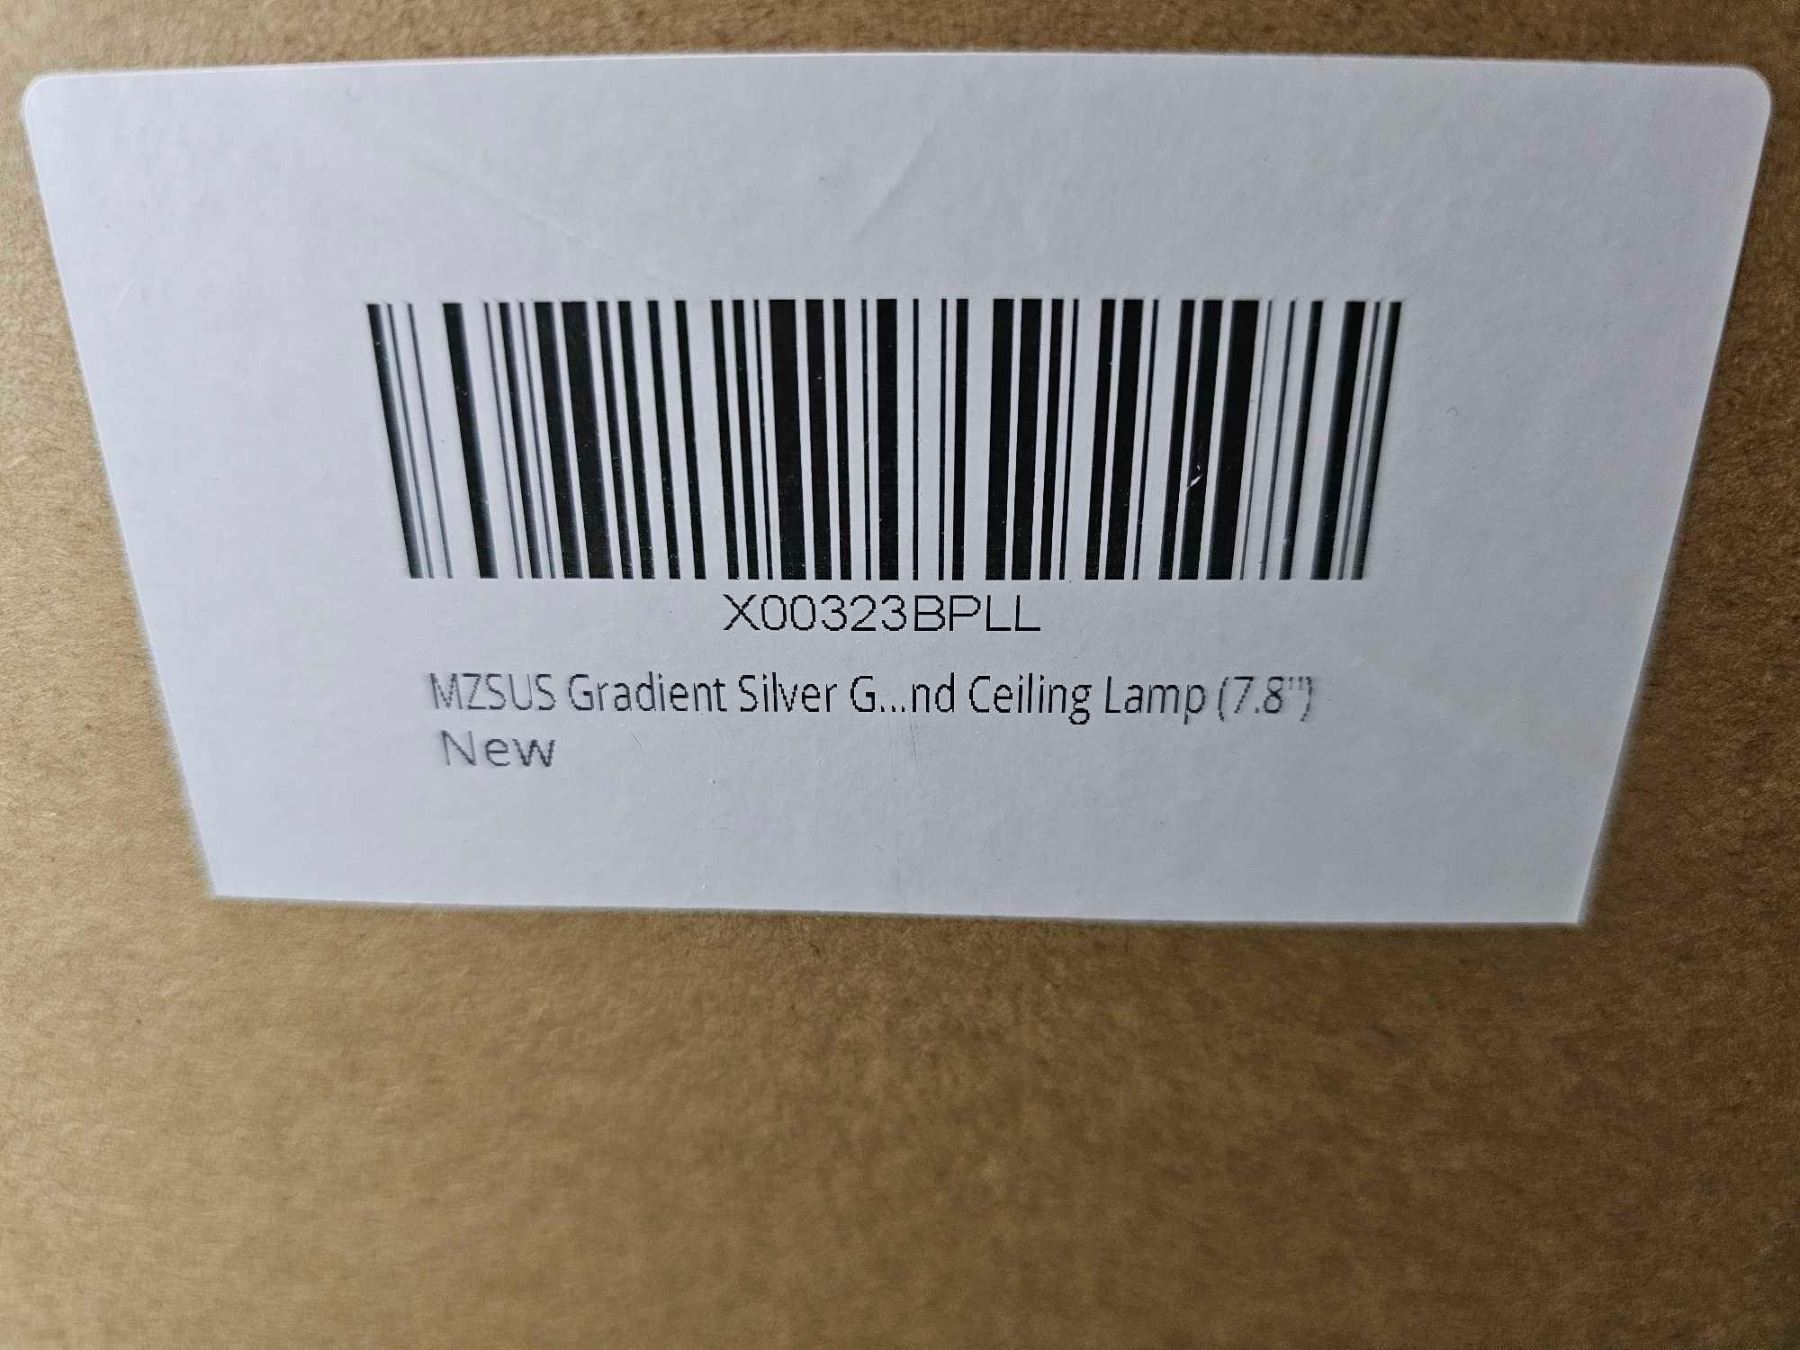 X00323BPLL
MZSUS Gradient Silver G...nd Ceiling Lamp (7.8")
New